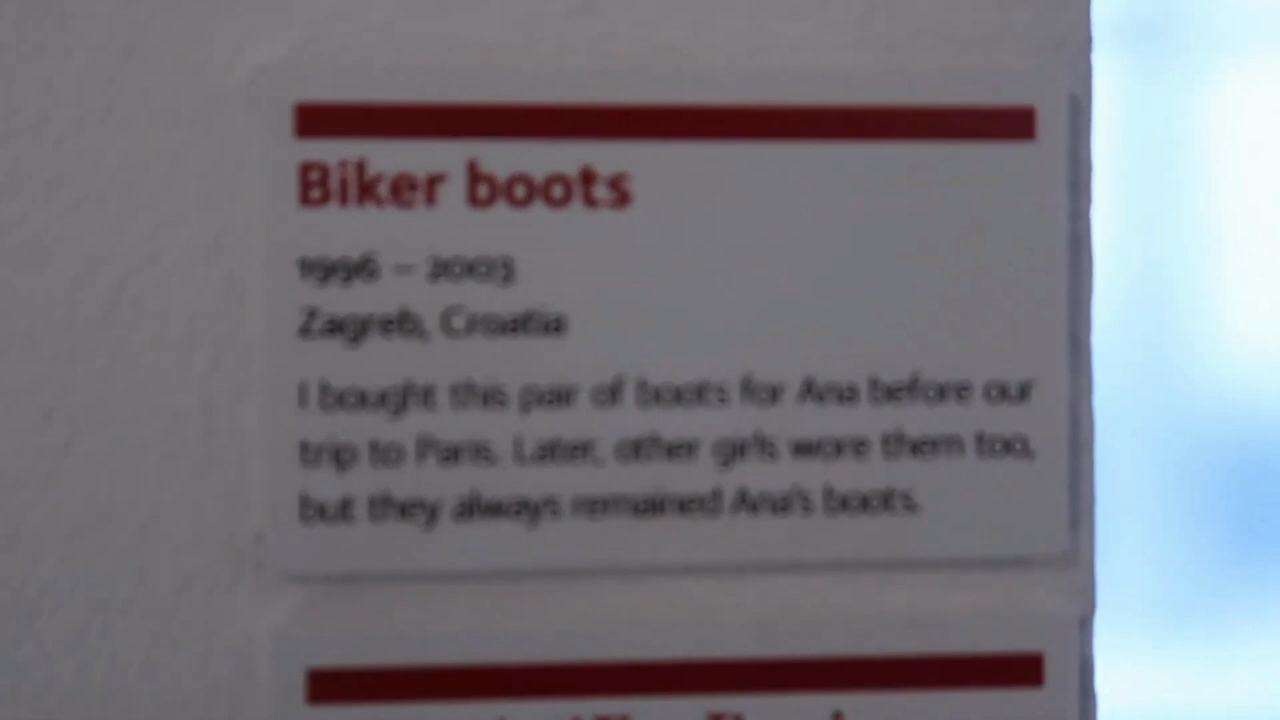 Biker boots
1996 – 2003
Zagreb, Croatia
I bought this pair of boots for Ana before our
trip to Paris. Later, other girls wore them too,
but they always remained Ana's boots.